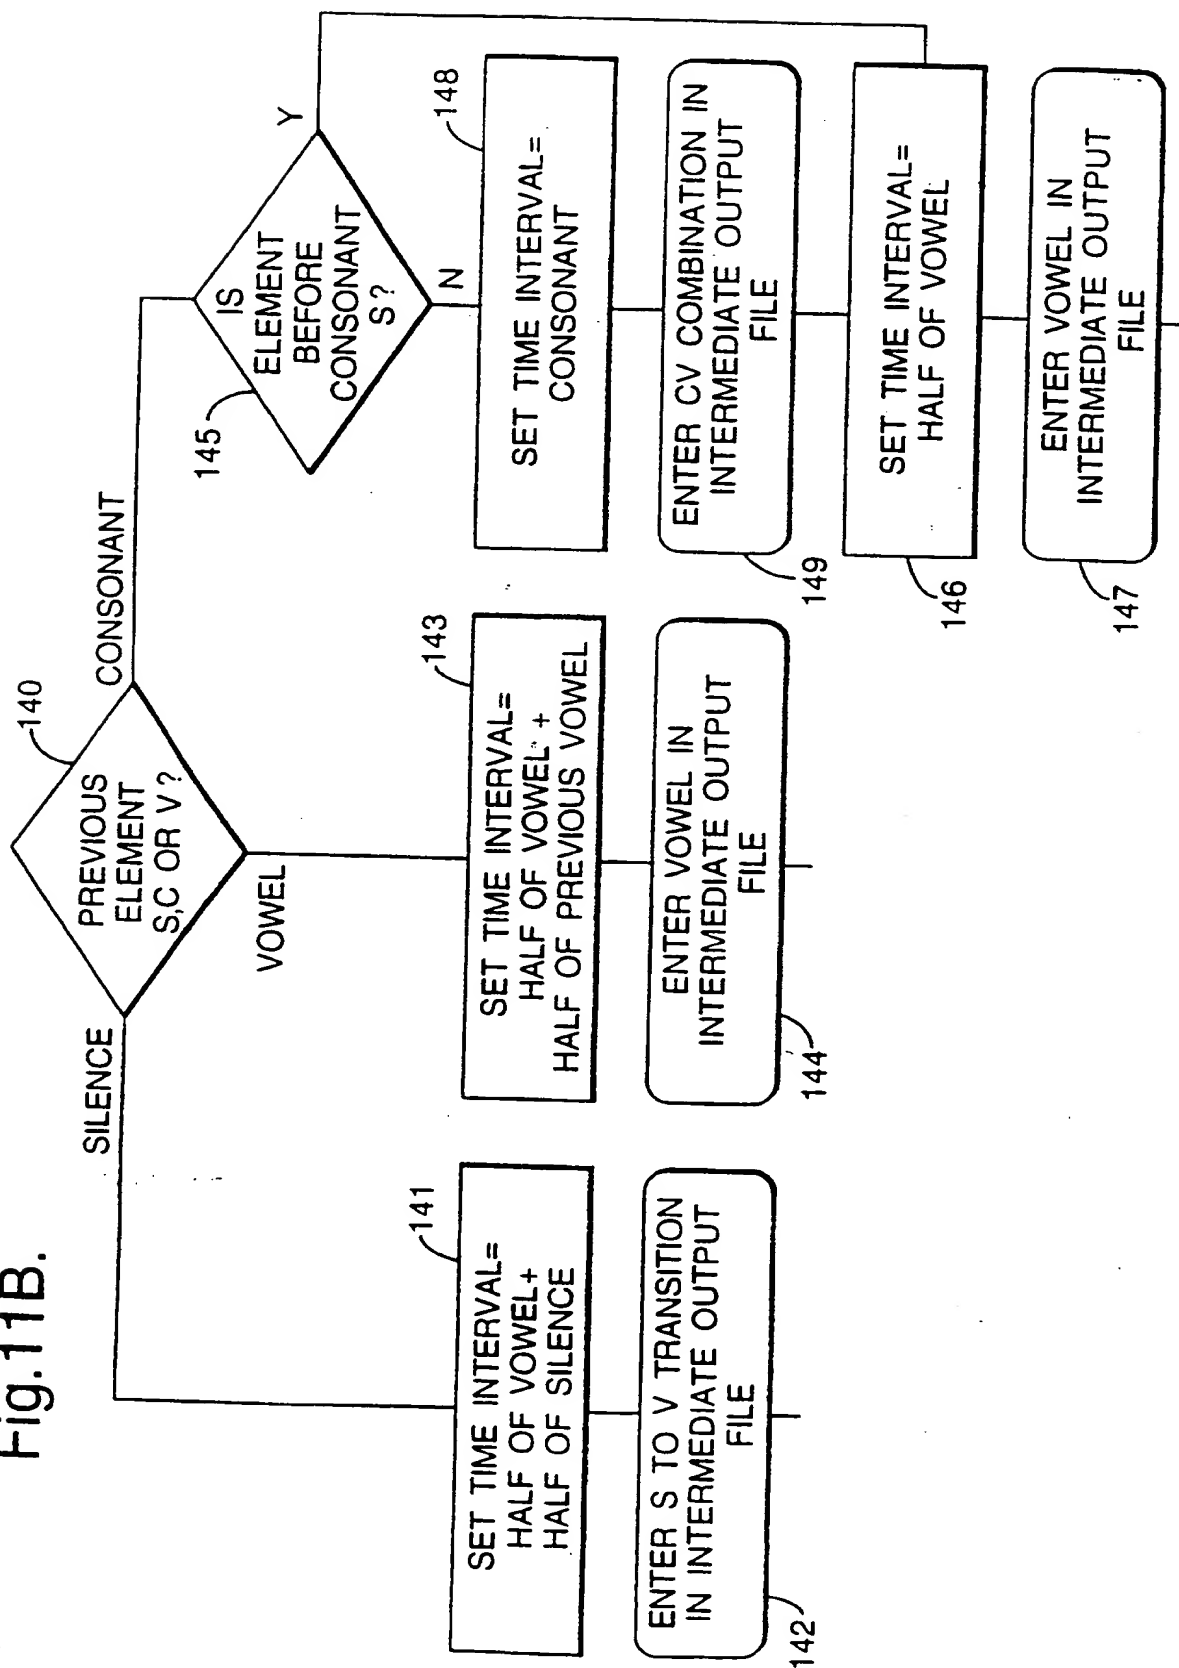 Fig.11B.
140
PREVIOUS
ELEMENT
S,C OR V?
SILENCE
VOWEL
CONSONANT
141
SET TIME INTERVAL=
HALF OF VOWEL+
HALF OF SILENCE
142
ENTER S TO V TRANSITION
IN INTERMEDIATE OUTPUT
FILE
143
SET TIME INTERVAL=
HALF OF VOWEL +
HALF OF PREVIOUS VOWEL
144
ENTER VOWEL IN
INTERMEDIATE OUTPUT
FILE
145
IS
ELEMENT
BEFORE
CONSONANT
S?
Y
N
148
SET TIME INTERVAL=
CONSONANT
149
ENTER CV COMBINATION IN
INTERMEDIATE OUTPUT
FILE
146
SET TIME INTERVAL=
HALF OF VOWEL
147
ENTER VOWEL IN
INTERMEDIATE OUTPUT
FILE